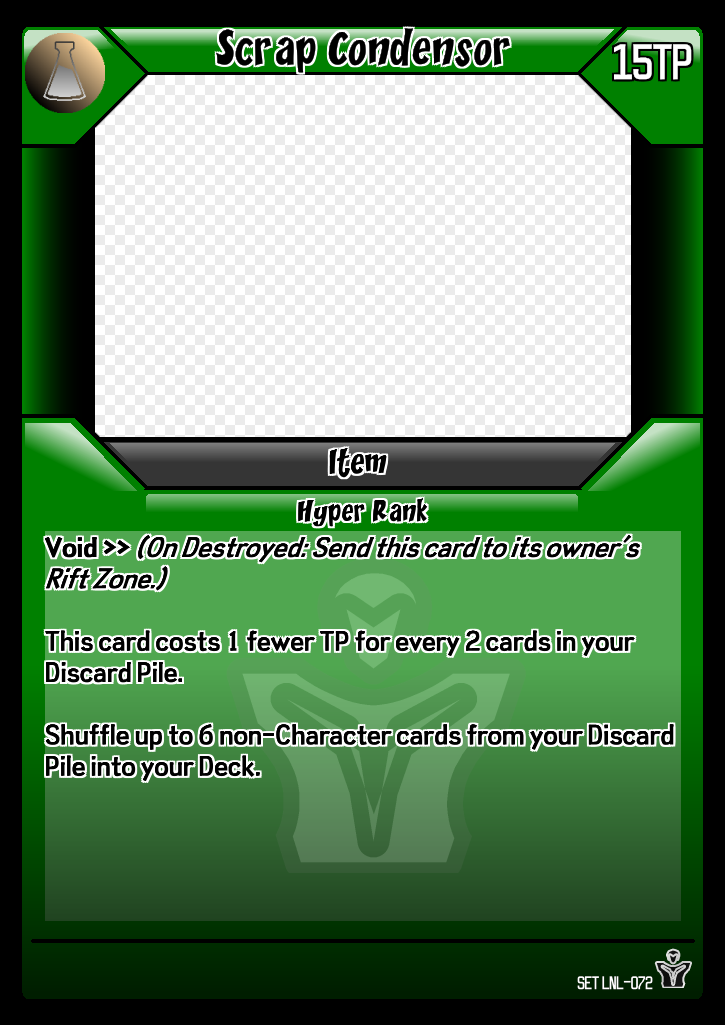 Scrap Condensor
15TP
Item
Hyper Rank
Void >> (On Destroyed: Send this card to its owner's
Rift Zone.)
This card costs 1 fewer TP for every 2 cards in your
Discard Pile.
Shuffle up to 6 non-Character cards from your Discard
Pile into your Deck.
SET LNL-072